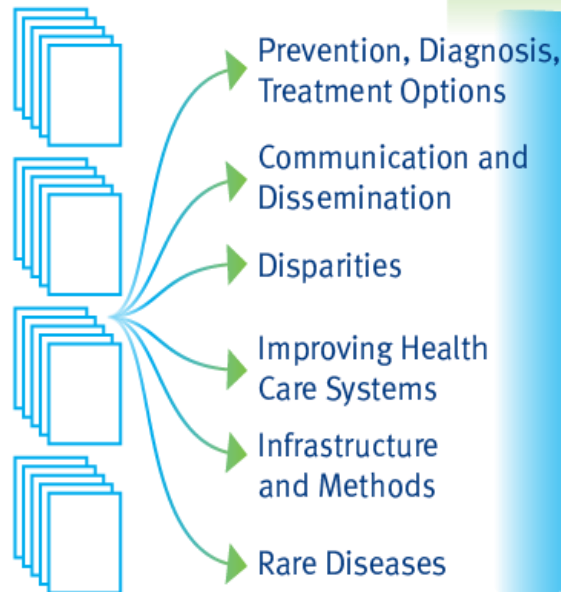 Prevention, Diagnosis,
Treatment Options
Communication and
Dissemination
Disparities
Improving Health
Care Systems
Infrastructure
and Methods
Rare Diseases